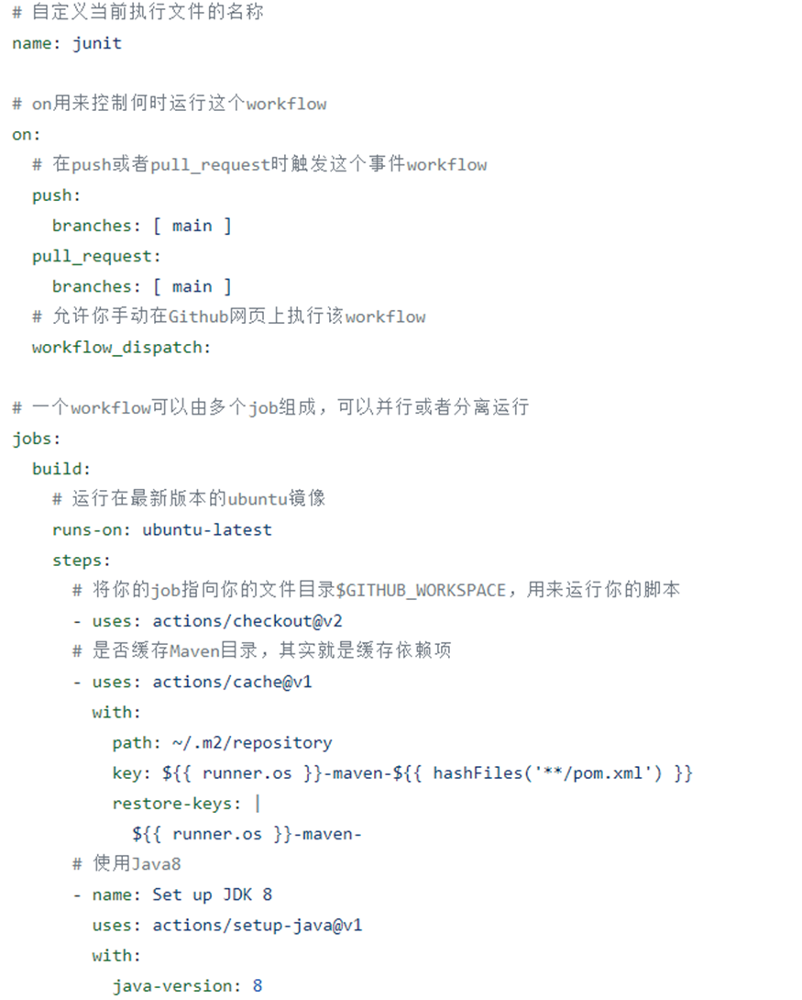 # 自定义当前执行文件的名称
name: junit
# on用来控制何时运行这个workflow
on:
  # 在push或者pull_request时触发这个事件workflow
  push:
    branches: [ main ]
  pull_request:
    branches: [ main ]
  # 允许你手动在Github网页上执行该workflow
  workflow_dispatch:
# 一个workflow可以由多个job组成，可以并行或者分离运行
jobs:
  build:
    # 运行在最新版本的ubuntu镜像
    runs-on: ubuntu-latest
    steps:
      # 将你的job指向你的文件目录$GITHUB_WORKSPACE，用来运行你的脚本
      - uses: actions/checkout@v2
      # 是否缓存Maven目录，其实就是缓存依赖项
      - uses: actions/cache@v1
        with:
          path: ~/.m2/repository
          key: ${{ runner.os }}-maven-${{ hashFiles('**/pom.xml') }}
          restore-keys: |
            ${{ runner.os }}-maven-
      # 使用Java8
      - name: Set up JDK 8
        uses: actions/setup-java@v1
        with:
          java-version: 8